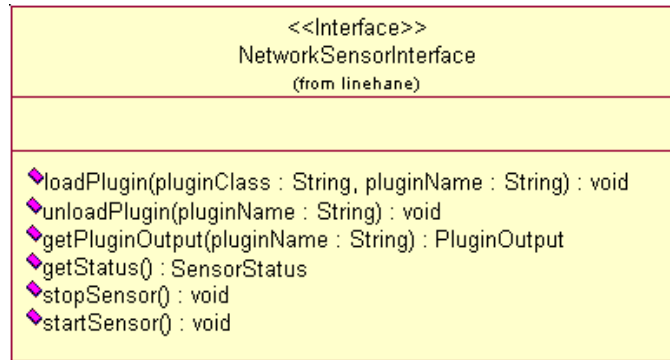 <<Interface>>
NetworkSensorInterface
(from linehane)
loadPlugin(pluginClass : String, pluginName : String) : void
unloadPlugin(pluginName : String) : void
getPluginOutput(pluginName : String) : PluginOutput
getStatus() : SensorStatus
stopSensor() : void
startSensor() : void